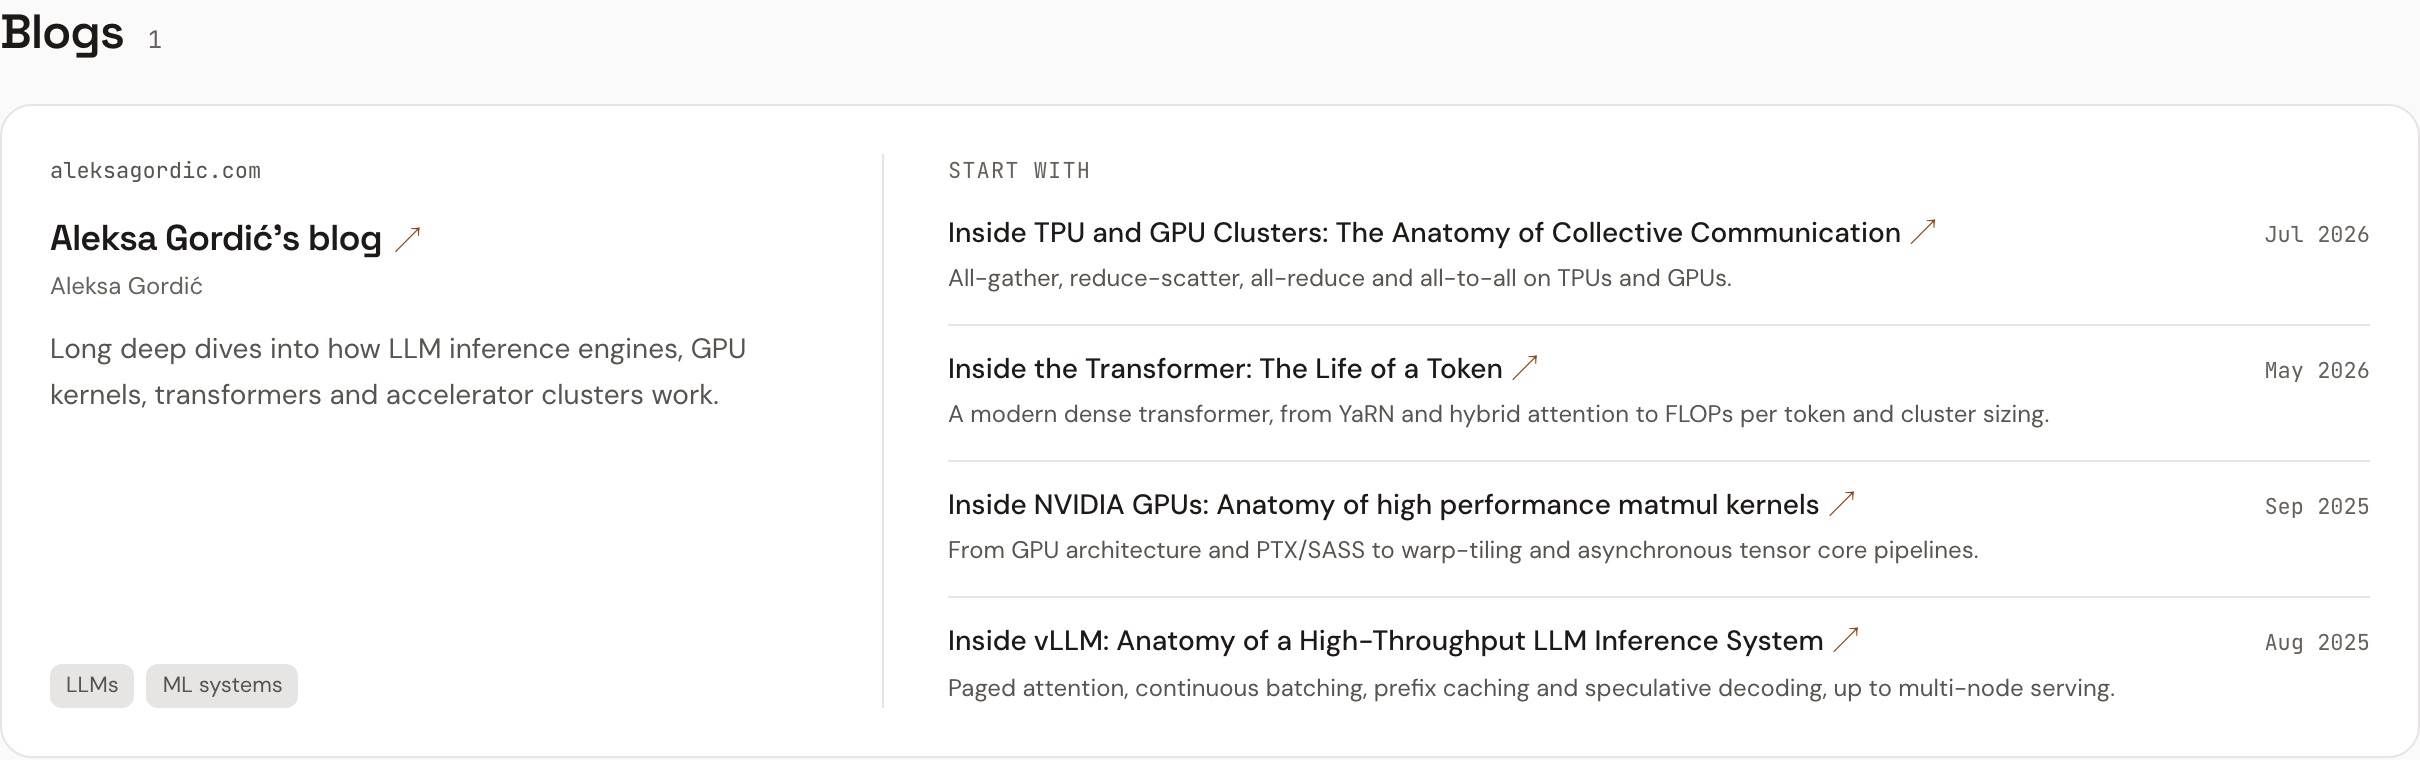 Blogs 1
aleksagordic.com
Aleksa Gordić’s blog ↗
Aleksa Gordić
Long deep dives into how LLM inference engines, GPU
kernels, transformers and accelerator clusters work.
LLMs ML systems
START WITH
Inside TPU and GPU Clusters: The Anatomy of Collective Communication ↗ Jul 2026
All-gather, reduce-scatter, all-reduce and all-to-all on TPUs and GPUs.
Inside the Transformer: The Life of a Token ↗ May 2026
A modern dense transformer, from YaRN and hybrid attention to FLOPs per token and cluster sizing.
Inside NVIDIA GPUs: Anatomy of high performance matmul kernels ↗ Sep 2025
From GPU architecture and PTX/SASS to warp-tiling and asynchronous tensor core pipelines.
Inside vLLM: Anatomy of a High-Throughput LLM Inference System ↗ Aug 2025
Paged attention, continuous batching, prefix caching and speculative decoding, up to multi-node serving.